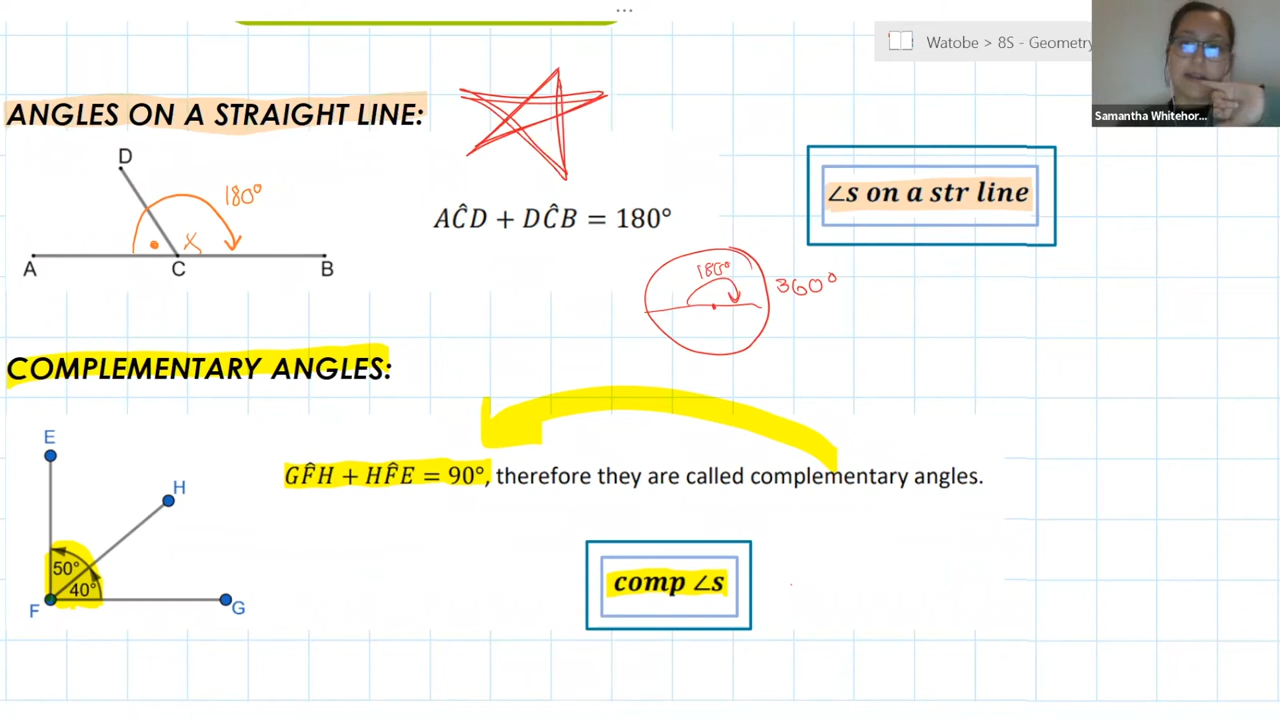 Watobe > 8S - Geometry
Samantha Whitehor...
ANGLES ON A STRAIGHT LINE:
D
180°
x
A
C
B
AĈD + DĈB = 180°
∠s on a str line
180°
360°
COMPLEMENTARY ANGLES:
E
H
50°
40°
F
G
GF̂H + HF̂E = 90°, therefore they are called complementary angles.
comp ∠s